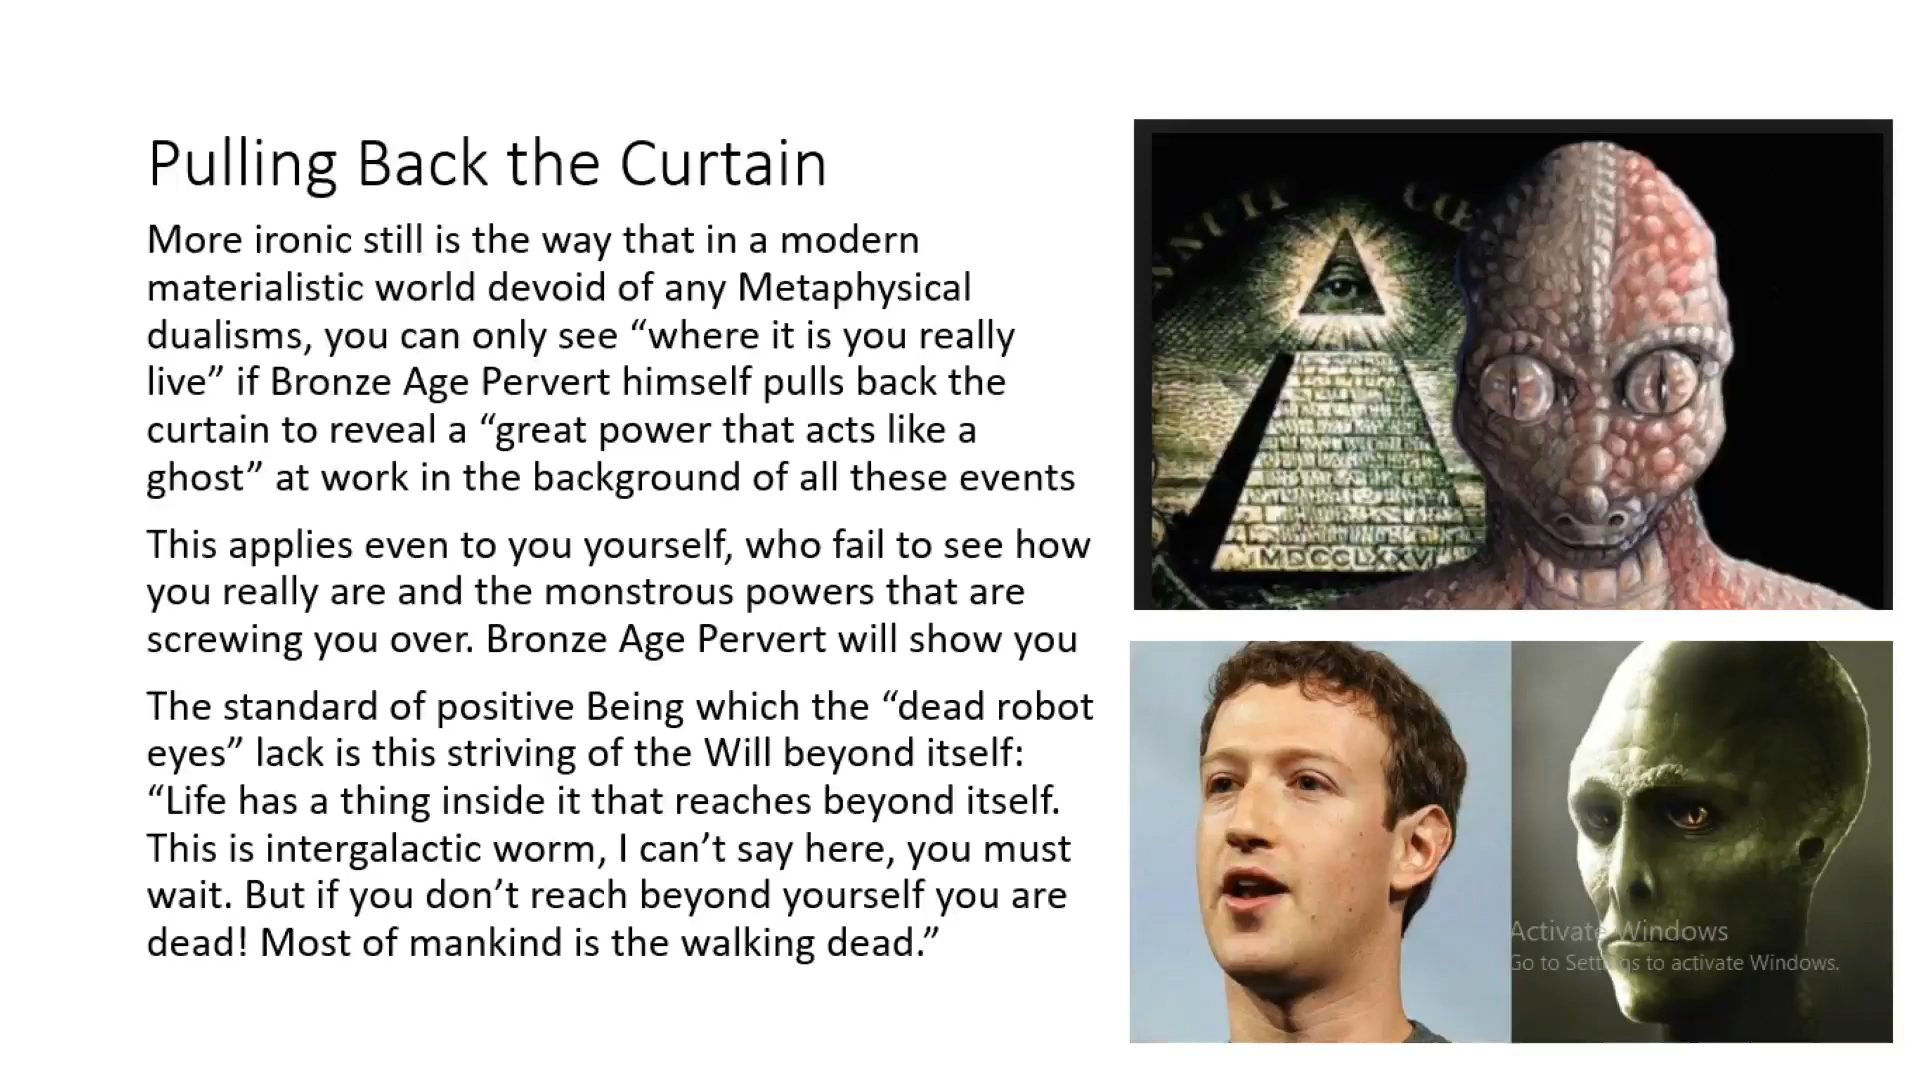 Pulling Back the Curtain
More ironic still is the way that in a modern
materialistic world devoid of any Metaphysical
dualisms, you can only see “where it is you really
live” if Bronze Age Pervert himself pulls back the
curtain to reveal a “great power that acts like a
ghost” at work in the background of all these events
This applies even to you yourself, who fail to see how
you really are and the monstrous powers that are
screwing you over. Bronze Age Pervert will show you
The standard of positive Being which the “dead robot
eyes” lack is this striving of the Will beyond itself:
“Life has a thing inside it that reaches beyond itself.
This is intergalactic worm, I can’t say here, you must
wait. But if you don’t reach beyond yourself you are
dead! Most of mankind is the walking dead.”
MDCCLXXVI
Activate Windows
Go to Settings to activate Windows.